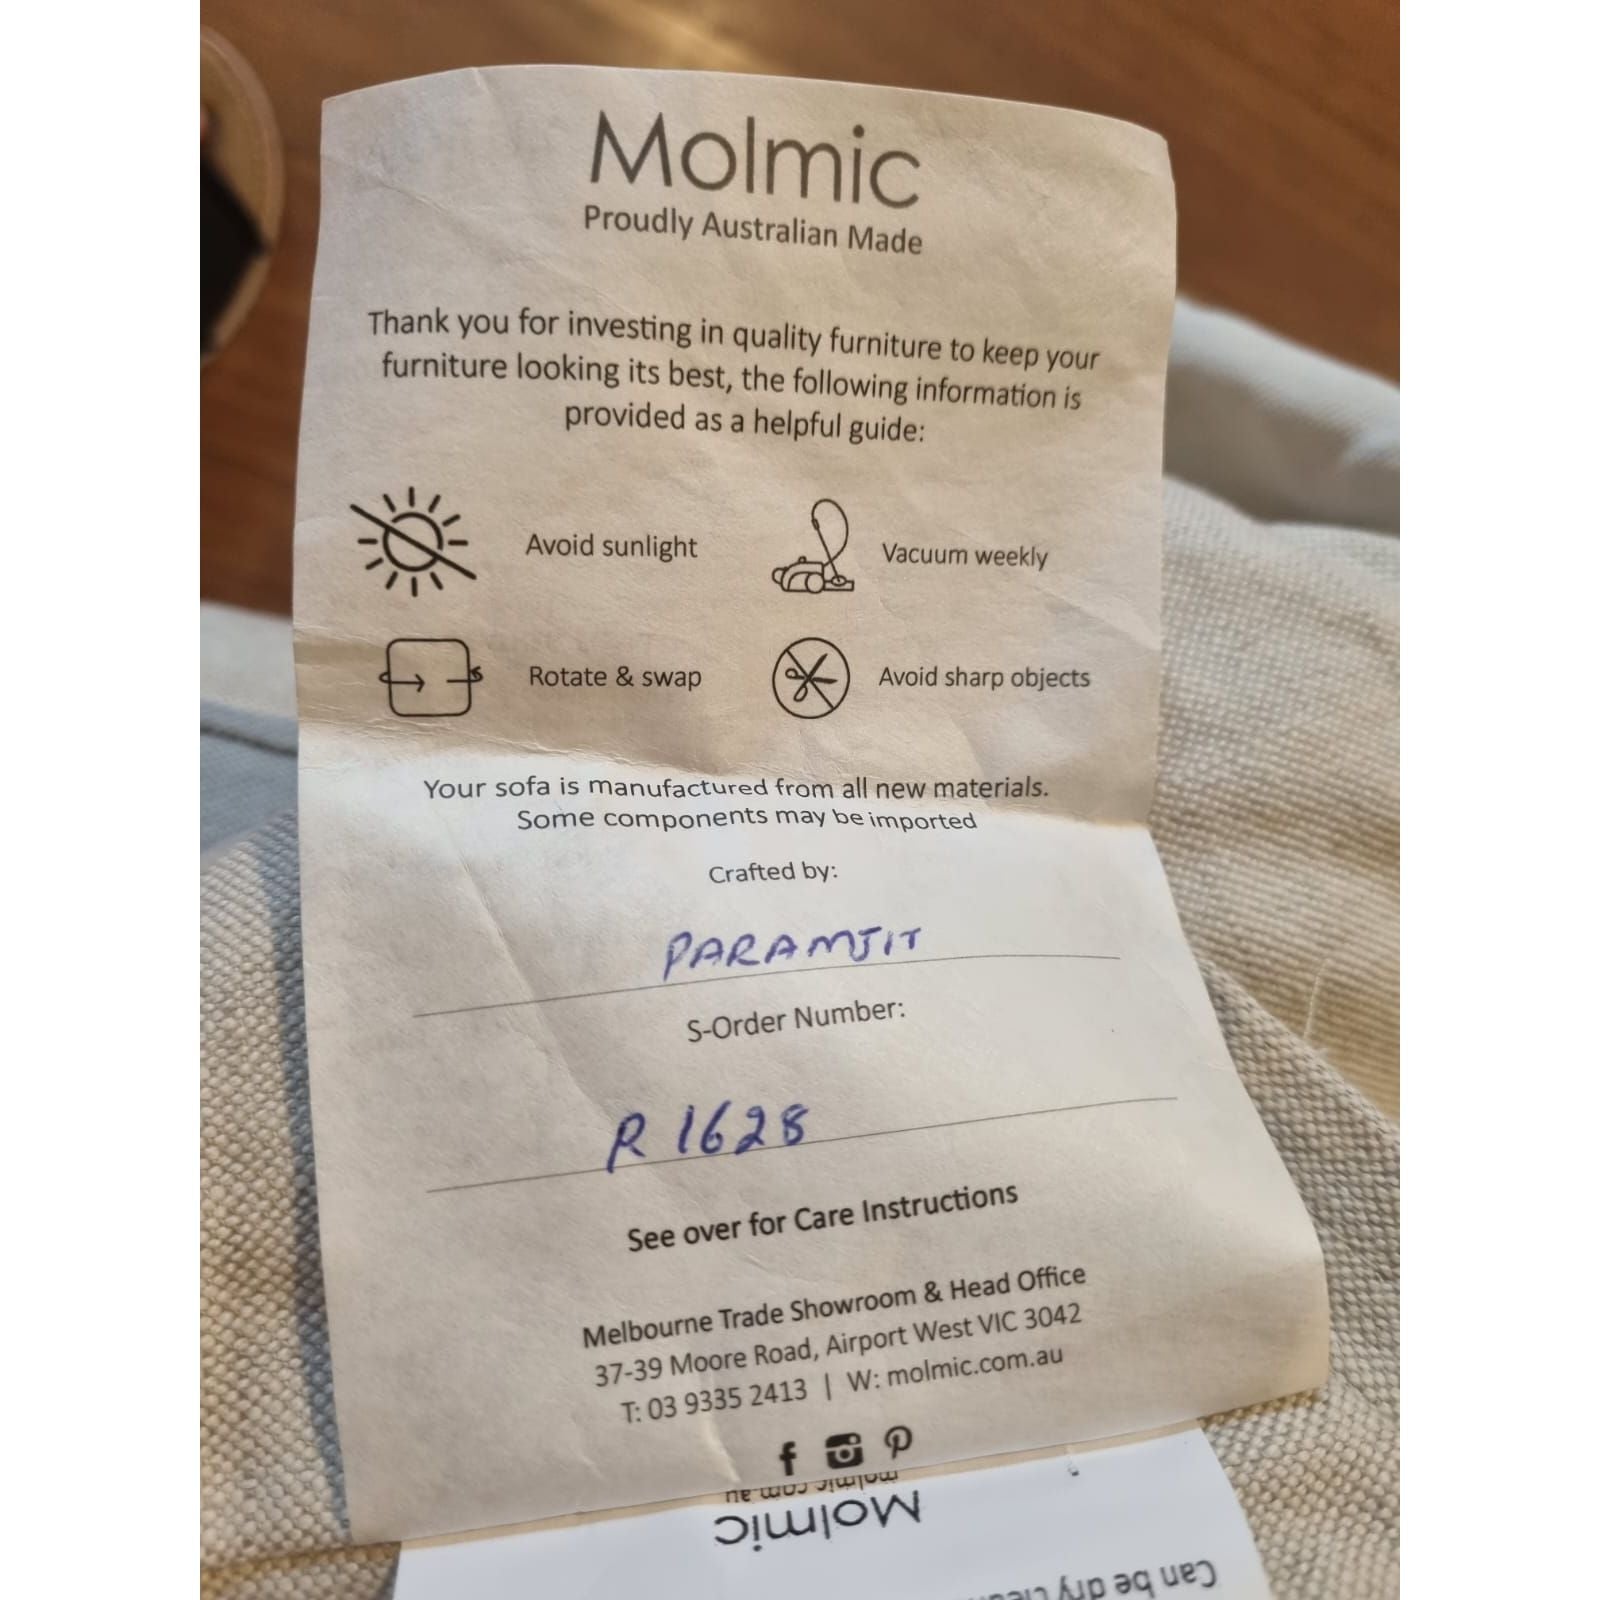 Molmic
Proudly Australian Made
Thank you for investing in quality furniture to keep your
furniture looking its best, the following information is
provided as a helpful guide:
Avoid sunlight
Vacuum weekly
Rotate & swap
Avoid sharp objects
Your sofa is manufactured from all new materials.
Some components may be imported
Crafted by:
PARAMJIT
S-Order Number:
R 1628
See over for Care Instructions
Melbourne Trade Showroom & Head Office
37-39 Moore Road, Airport West VIC 3042
T: 03 9335 2413 | W: molmic.com.au
molmic.com.au
Molmic
Can be dry